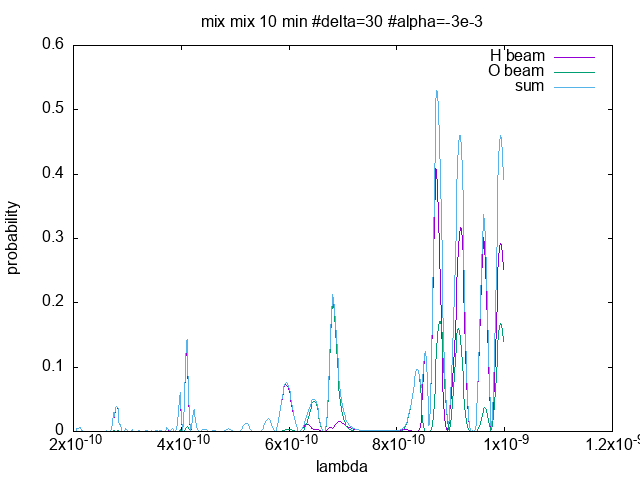 mix mix 10 min #delta=30 #alpha=-3e-3
H beam
O beam
sum
0.6
0.5
0.4
0.3
0.2
0.1
0
probability
2x10⁻¹⁰ 4x10⁻¹⁰ 6x10⁻¹⁰ 8x10⁻¹⁰ 1x10⁻⁹ 1.2x10⁻⁹
lambda